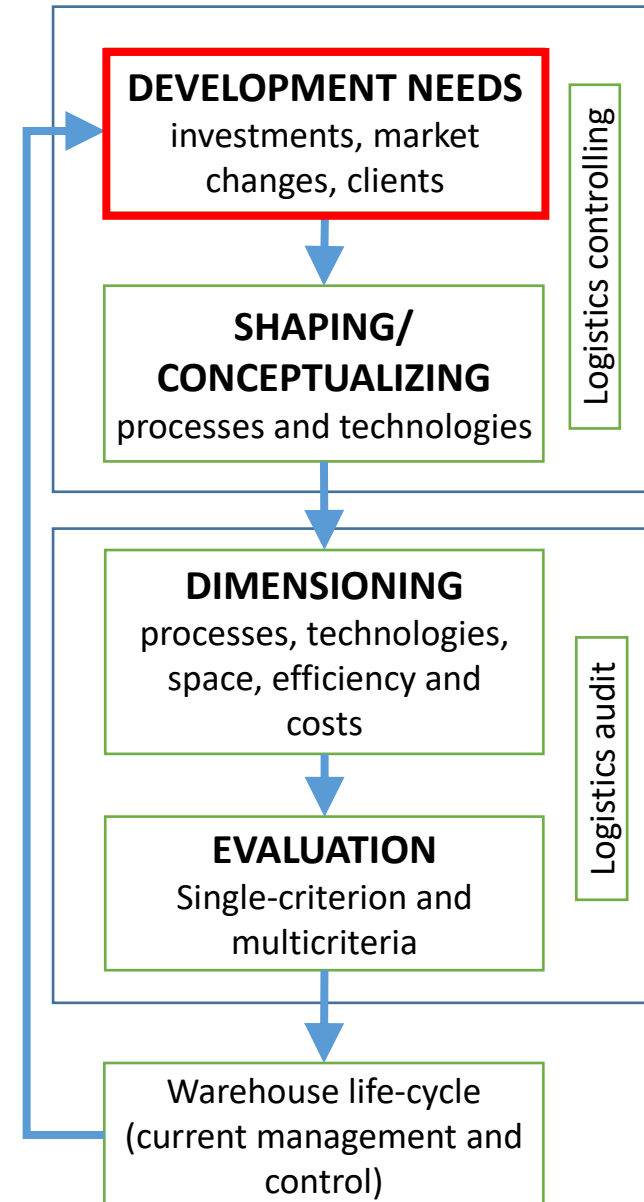 DEVELOPMENT NEEDS
investments, market
changes, clients
Logistics controlling
SHAPING/
CONCEPTUALIZING
processes and technologies
DIMENSIONING
processes, technologies,
space, efficiency and
costs
Logistics audit
EVALUATION
Single-criterion and
multicriteria
Warehouse life-cycle
(current management and
control)